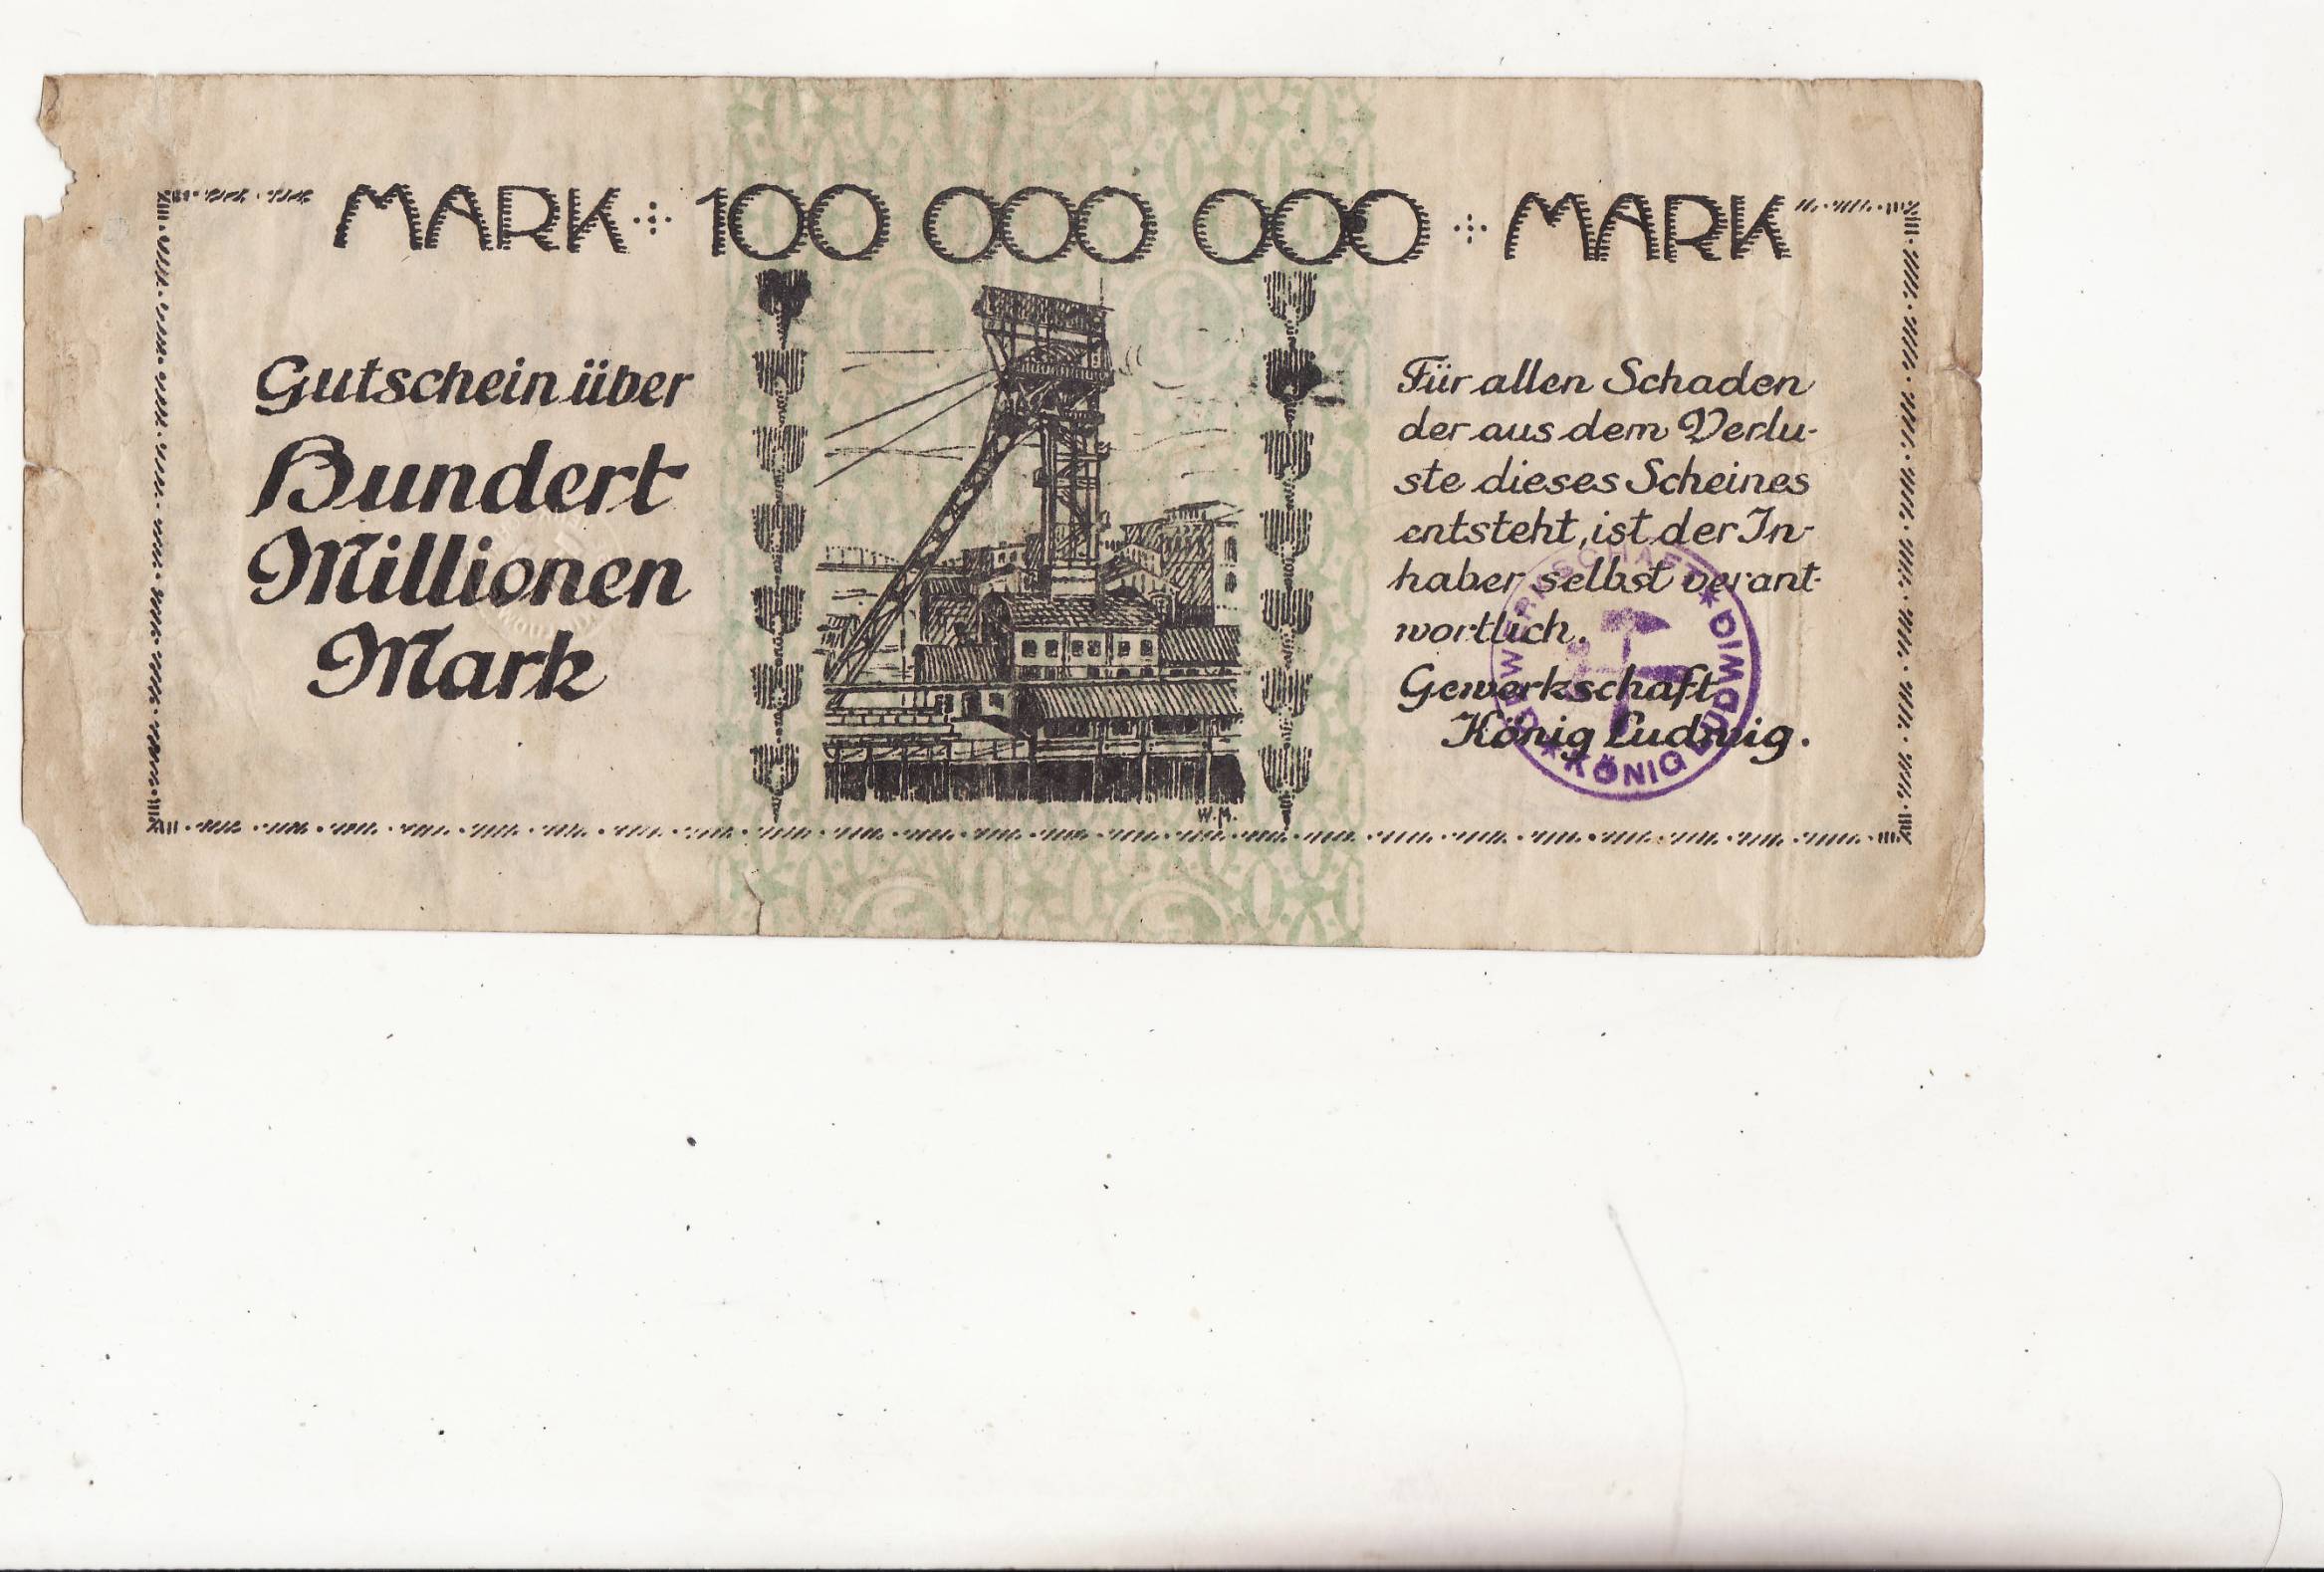 MARK 100 000 000 MARK
Gutschein über
Hundert
Millionen
Mark
Für allen Schaden
der aus dem Verlu-
ste dieses Scheines
entsteht, ist der In-
haber selbst verant-
wortlich.
Gewerkschaft
König Ludwig.
GEWERKSCHAFT * KÖNIG LUDWIG *
W.M.